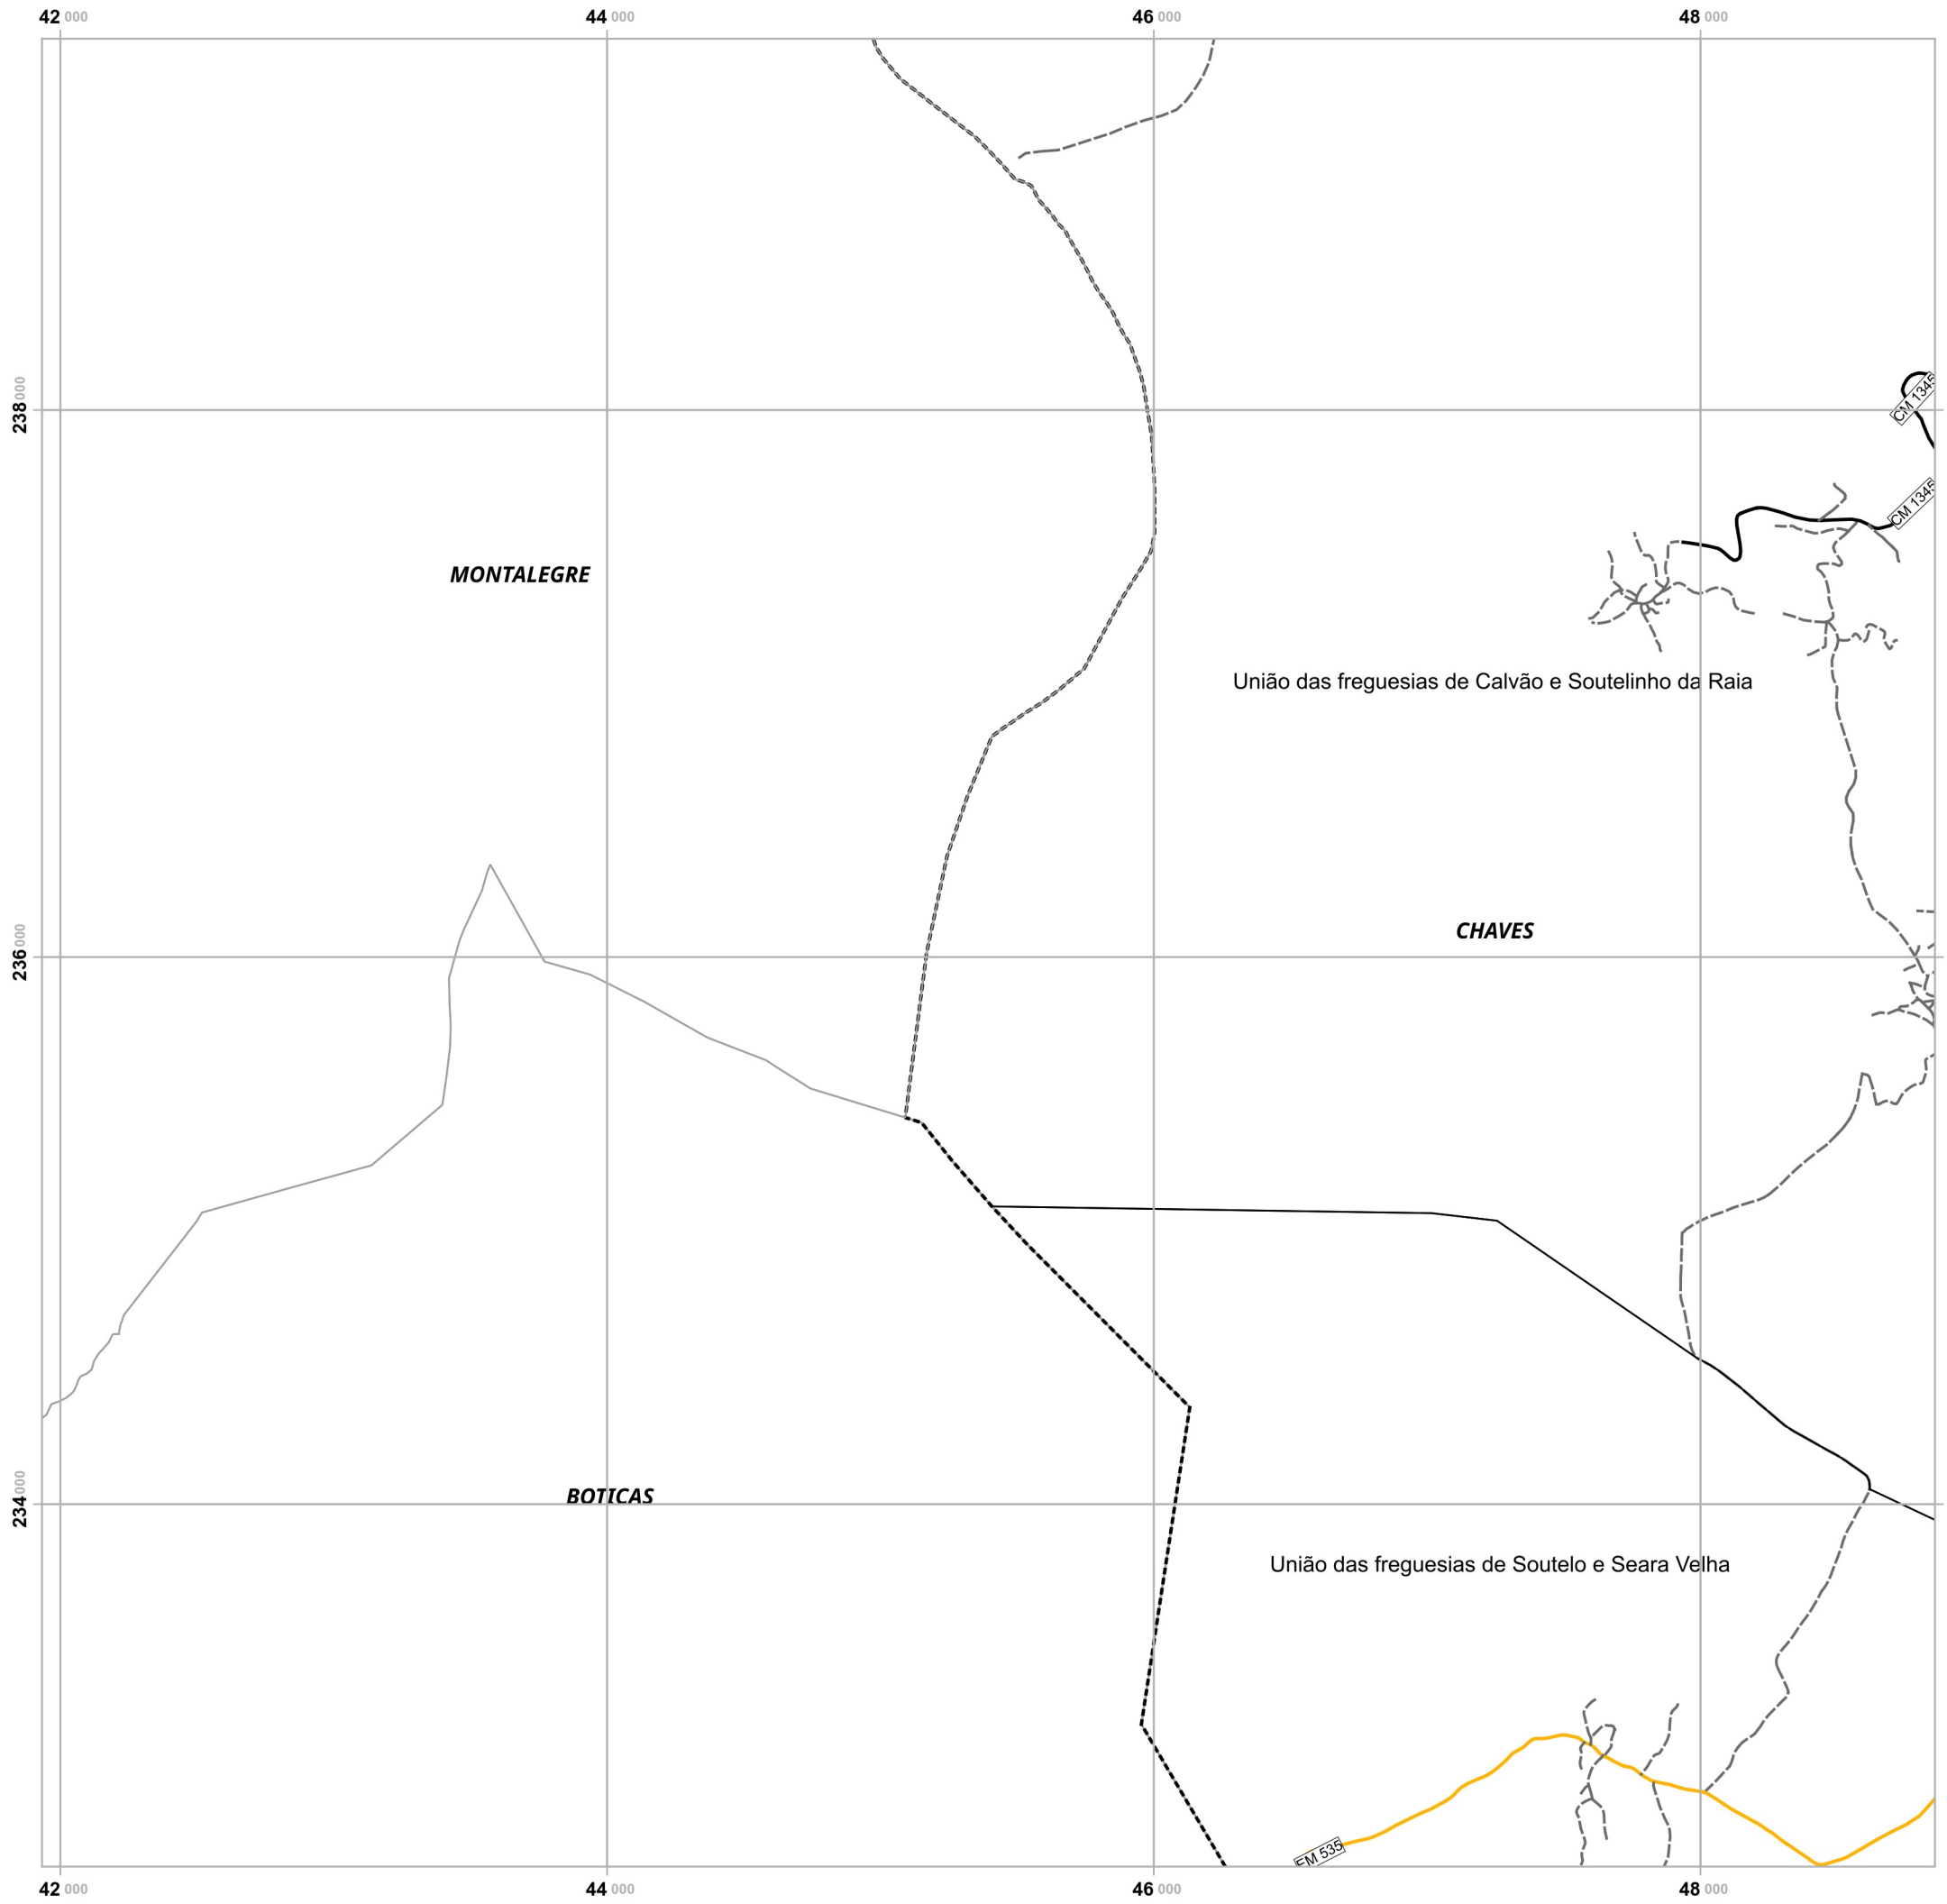 42 000 44 000 46 000 48 000
CM 1345
238 000
CM 1345
MONTALEGRE
União das freguesias de Calvão e Soutelinho da Raia
CHAVES
236 000
BOTICAS
234 000
União das freguesias de Soutelo e Seara Velha
EM 535
42 000 44 000 46 000 48 000